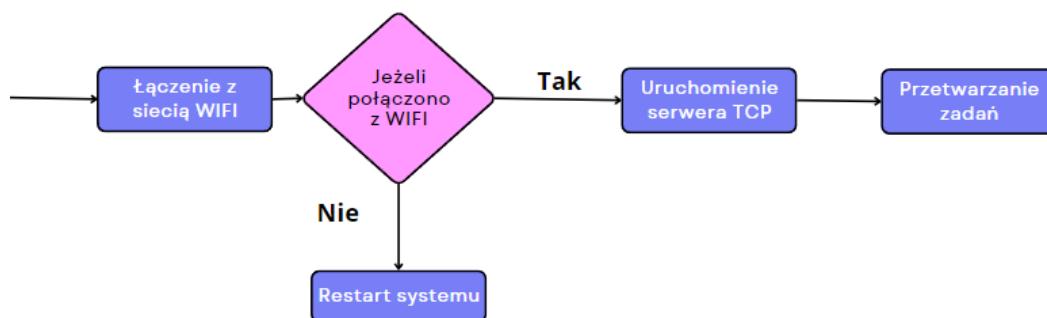 Łączenie z
siecią WIFI
Jeżeli
połączono
z WIFI
Tak
Uruchomienie
serwera TCP
Przetwarzanie
zadań
Nie
Restart systemu